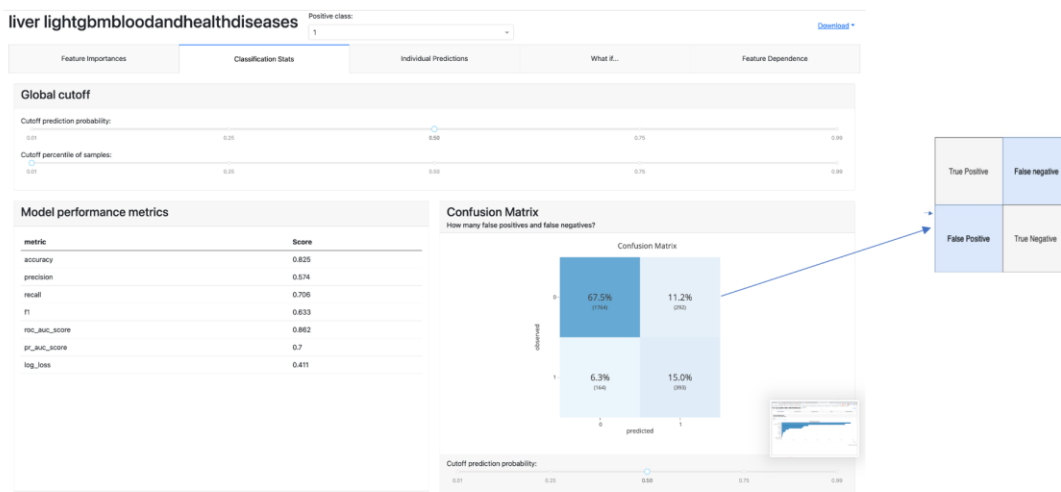 liver lightgbmbloodandhealthdiseases
Positive class:
1
Download
Feature Importances
Classification Stats
Individual Predictions
What if...
Feature Dependence
Global cutoff
Cutoff prediction probability:
0.01 0.25 0.50 0.75 0.99
Cutoff percentile of samples:
0.01 0.25 0.50 0.75 0.99
Model performance metrics
metric Score
accuracy 0.825
precision 0.574
recall 0.706
f1 0.633
roc_auc_score 0.862
pr_auc_score 0.7
log_loss 0.411
Confusion Matrix
How many false positives and false negatives?
Confusion Matrix
observed
0
67.5% 11.2%
(1764) (292)
1
6.3% 15.0%
(164) (393)
0 1
predicted
Cutoff prediction probability:
0.01 0.25 0.50 0.75 0.99
True Positive False negative
False Positive True Negative